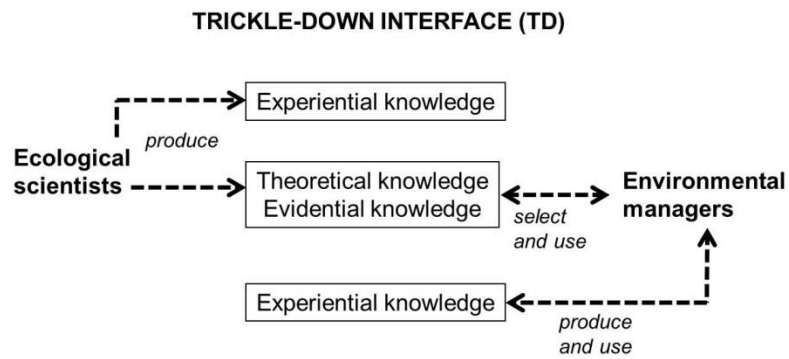 TRICKLE-DOWN INTERFACE (TD)
Experiential knowledge
produce
Ecological
scientists
Theoretical knowledge
Evidential knowledge
select
and use
Environmental
managers
Experiential knowledge
produce
and use